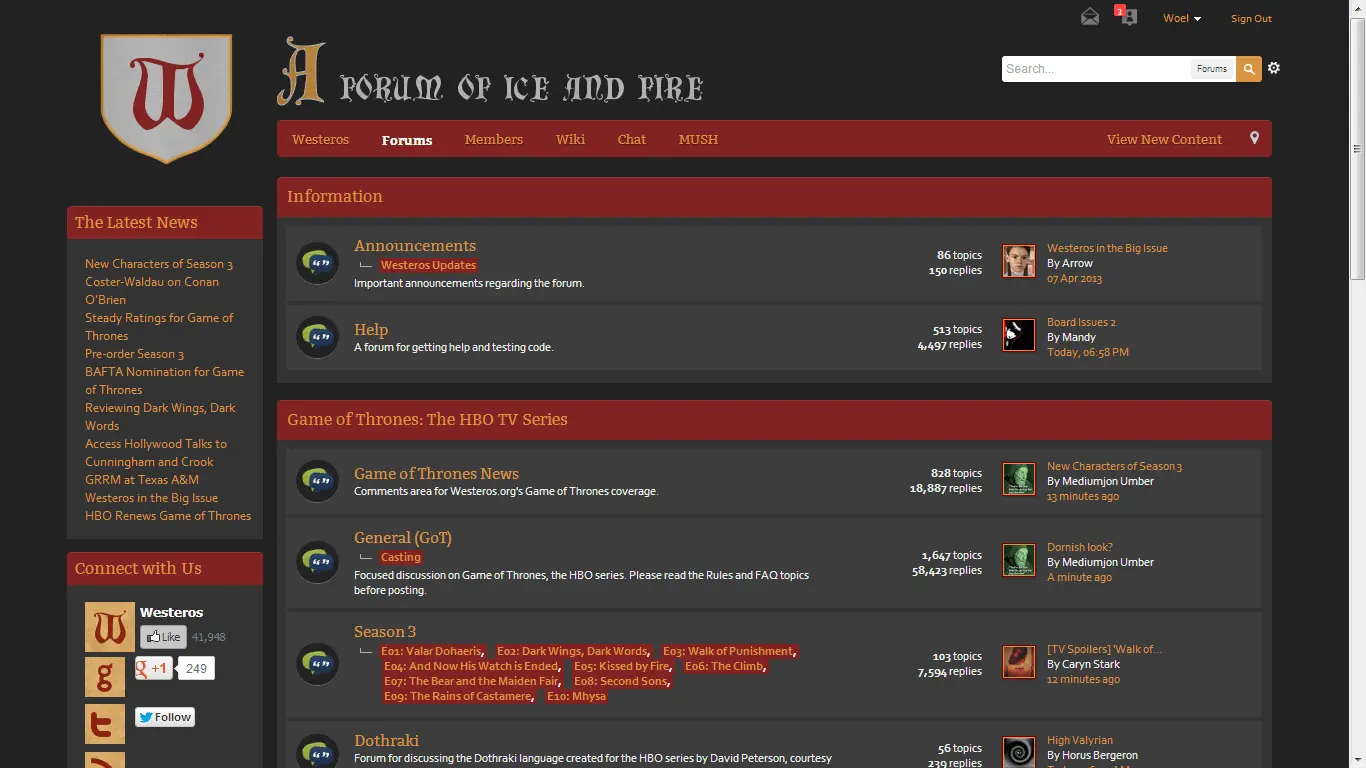 3
Woel
Sign Out
W
A Forum of Ice and Fire
Search...
Forums
Westeros
Forums
Members
Wiki
Chat
MUSH
View New Content
The Latest News
New Characters of Season 3
Coster-Waldau on Conan
O'Brien
Steady Ratings for Game of
Thrones
Pre-order Season 3
BAFTA Nomination for Game
of Thrones
Reviewing Dark Wings, Dark
Words
Access Hollywood Talks to
Cunningham and Crook
GRRM at Texas A&M
Westeros in the Big Issue
HBO Renews Game of Thrones
Connect with Us
W
Westeros
Like
41,948
g
g +1
249
t
Follow
Information
Announcements
Westeros Updates
Important announcements regarding the forum.
86 topics
150 replies
Westeros in the Big Issue
By Arrow
07 Apr 2013
Help
A forum for getting help and testing code.
513 topics
4,497 replies
Board Issues 2
By Mandy
Today, 06:58 PM
Game of Thrones: The HBO TV Series
Game of Thrones News
Comments area for Westeros.org's Game of Thrones coverage.
828 topics
18,887 replies
New Characters of Season 3
By Mediumjon Umber
13 minutes ago
General (GoT)
Casting
Focused discussion on Game of Thrones, the HBO series. Please read the Rules and FAQ topics
before posting.
1,647 topics
58,423 replies
Dornish look?
By Mediumjon Umber
A minute ago
Season 3
E01: Valar Dohaeris, E02: Dark Wings, Dark Words, E03: Walk of Punishment,
E04: And Now His Watch is Ended, E05: Kissed by Fire, E06: The Climb,
E07: The Bear and the Maiden Fair, E08: Second Sons,
E09: The Rains of Castamere, E10: Mhysa
103 topics
7,594 replies
[TV Spoilers] 'Walk of...
By Caryn Stark
12 minutes ago
Dothraki
Forum for discussing the Dothraki language created for the HBO series by David Peterson, courtesy
56 topics
239 replies
High Valyrian
By Horus Bergeron